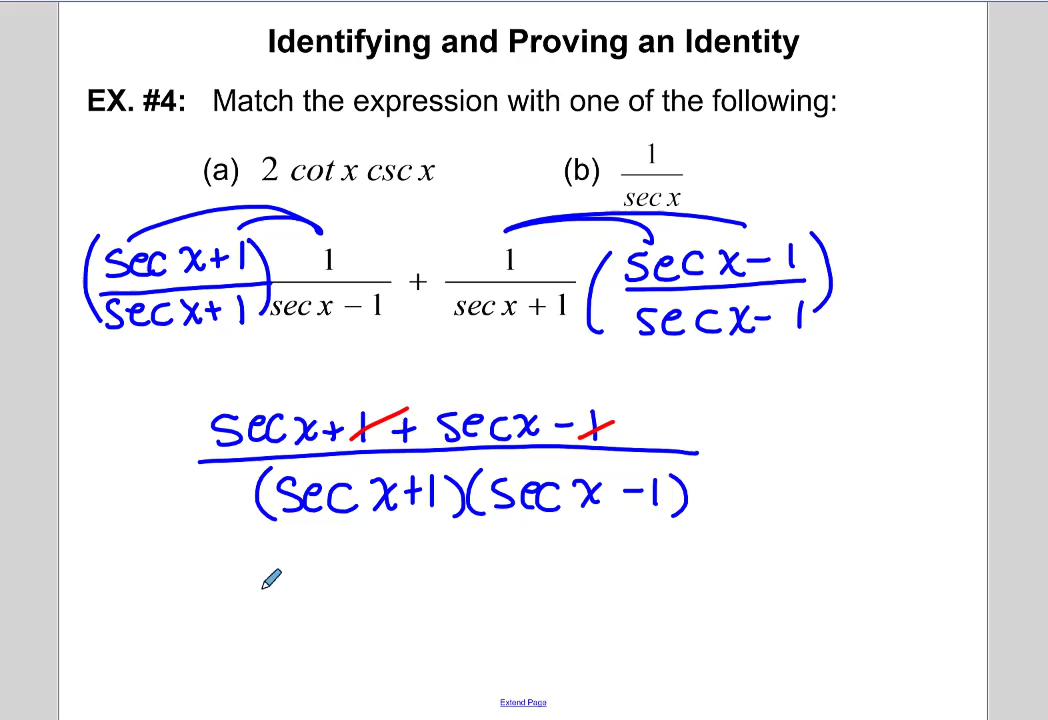 Identifying and Proving an Identity
EX. #4: Match the expression with one of the following:
(a) 2 cot x csc x (b) 1/sec x
(sec x+1/sec x+1) 1/sec x − 1 + 1/sec x + 1 (sec x−1/sec x−1)
sec x+1 + sec x −1
(sec x+1)(sec x −1)
Extend Page